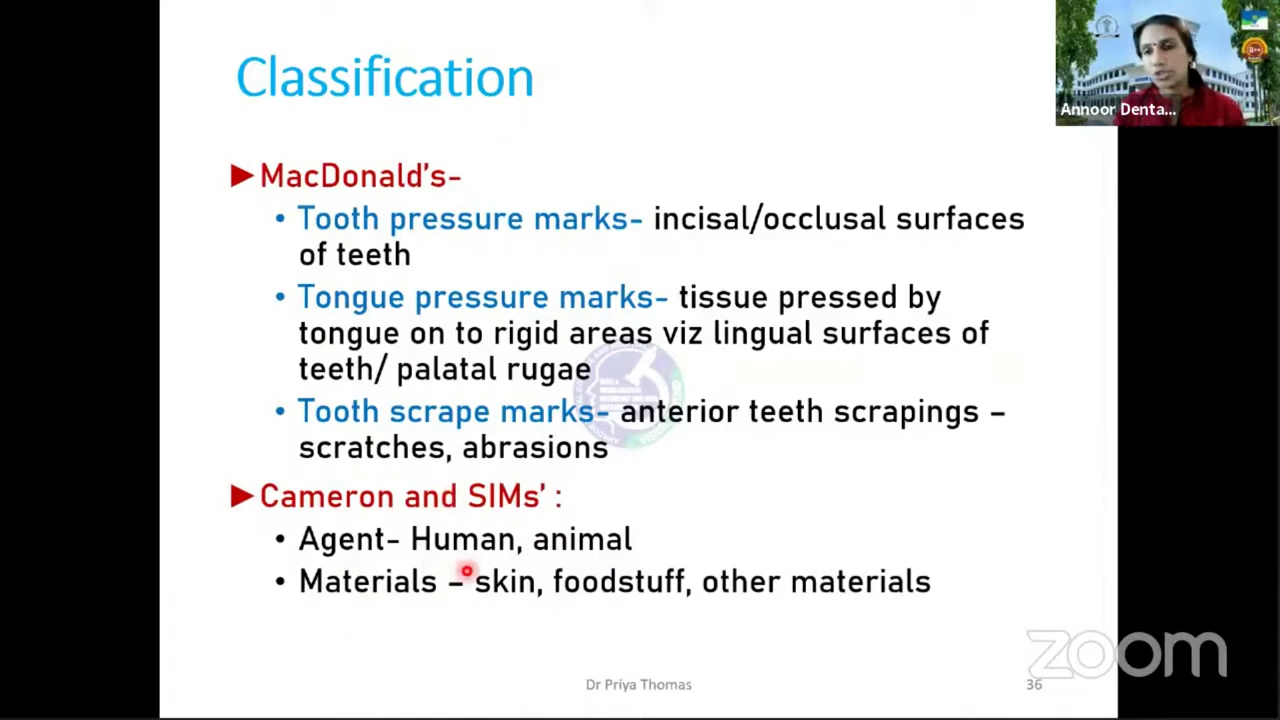 Classification
Annoor Denta...
►MacDonald's-
• Tooth pressure marks- incisal/occlusal surfaces
of teeth
• Tongue pressure marks- tissue pressed by
tongue on to rigid areas viz lingual surfaces of
teeth/ palatal rugae
• Tooth scrape marks- anterior teeth scrapings –
scratches, abrasions
►Cameron and SIMs' :
• Agent- Human, animal
• Materials – skin, foodstuff, other materials
zoom
Dr Priya Thomas
36